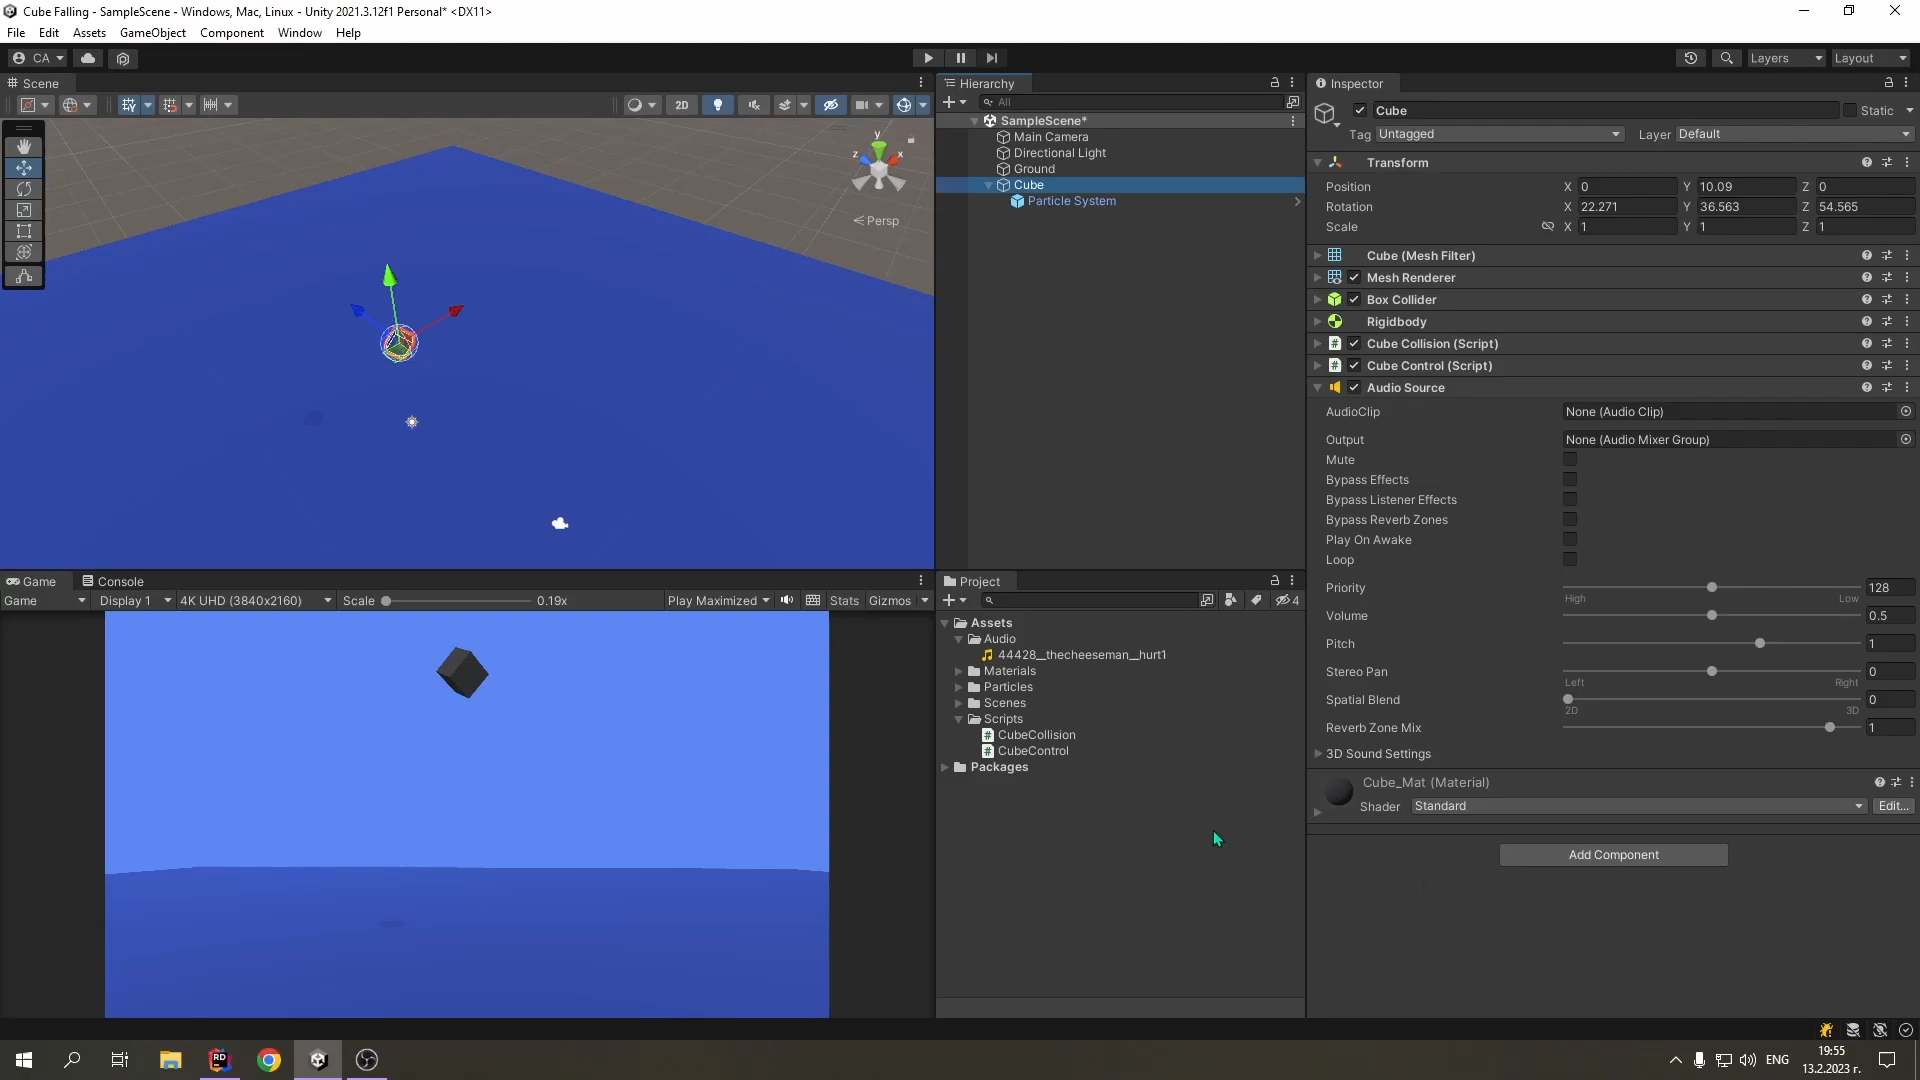 Cube Falling - SampleScene - Windows, Mac, Linux - Unity 2021.3.12f1 Personal* <DX11>
File Edit Assets GameObject Component Window Help
CA
Layers
Layout
Scene
2D
y
z
x
Persp
Hierarchy
All
SampleScene*
Main Camera
Directional Light
Ground
Cube
Particle System
Inspector
Cube
Static
Tag Untagged
Layer Default
Transform
Position X 0 Y 10.09 Z 0
Rotation X 22.271 Y 36.563 Z 54.565
Scale X 1 Y 1 Z 1
Cube (Mesh Filter)
Mesh Renderer
Box Collider
Rigidbody
# Cube Collision (Script)
# Cube Control (Script)
Audio Source
AudioClip None (Audio Clip)
Output None (Audio Mixer Group)
Mute
Bypass Effects
Bypass Listener Effects
Bypass Reverb Zones
Play On Awake
Loop
Priority 128
High Low
Volume 0.5
Pitch 1
Stereo Pan 0
Left Right
Spatial Blend 0
2D 3D
Reverb Zone Mix 1
3D Sound Settings
Cube_Mat (Material)
Shader Standard Edit...
Add Component
Game Console
Game Display 1 4K UHD (3840x2160) Scale 0.19x Play Maximized Stats Gizmos
Project
4
Assets
Audio
44428__thecheeseman__hurt1
Materials
Particles
Scenes
Scripts
# CubeCollision
# CubeControl
Packages
RD
ENG
19:55
13.2.2023 г.